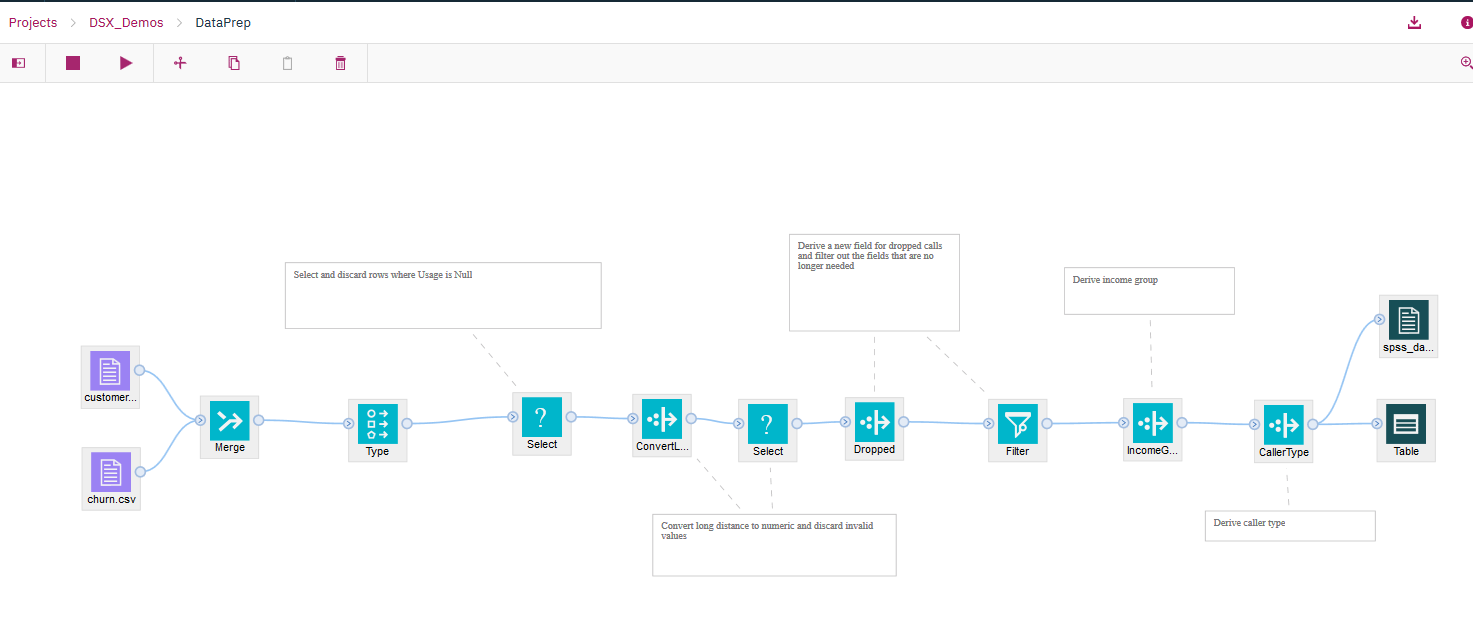 Projects > DSX_Demos > DataPrep
Derive a new field for dropped calls
and filter out the fields that are no
longer needed
Select and discard rows where Usage is Null
Derive income group
customer...
churn.csv
Merge
Type
?
Select
ConvertL...
?
Select
Dropped
Filter
IncomeG...
CallerType
spss_da...
Table
Convert long distance to numeric and discard invalid
values
Derive caller type